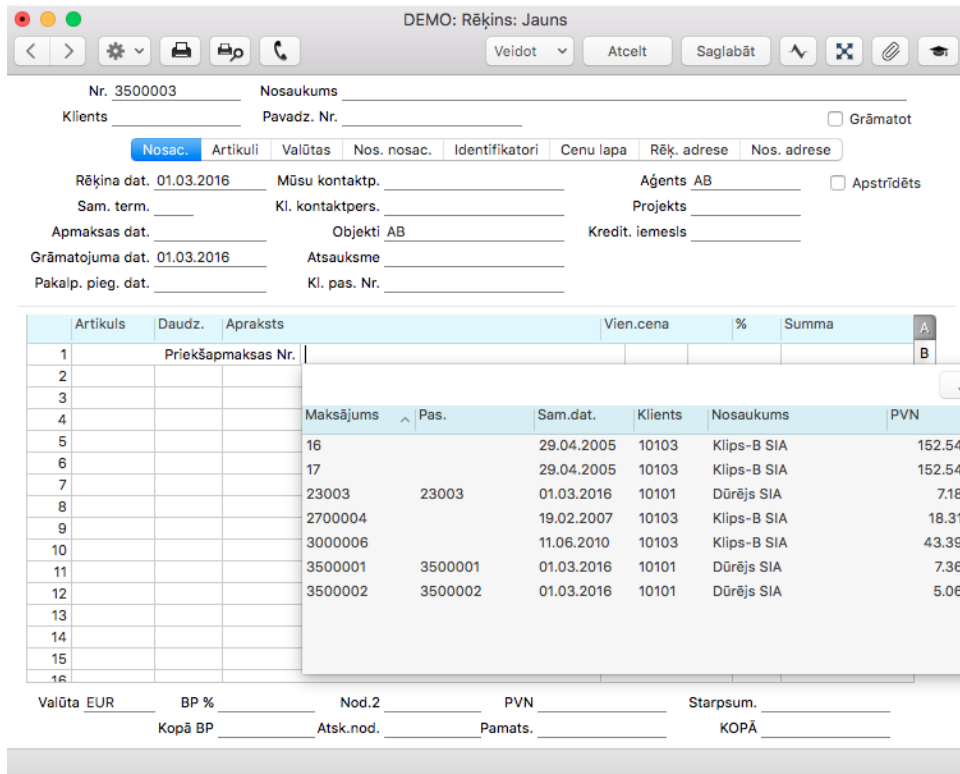 DEMO: Rēķins: Jauns
Veidot Atcelt Saglabāt
Nr. 3500003 Nosaukums
Klients Pavadz. Nr. Grāmatot
Nosac. Artikuli Valūtas Nos. nosac. Identifikatori Cenu lapa Rēķ. adrese Nos. adrese
Rēķina dat. 01.03.2016 Mūsu kontaktp. Aģents AB Apstrīdēts
Sam. term. Kl. kontaktpers. Projekts
Apmaksas dat. Objekti AB Kredit. iemesls
Grāmatojuma dat. 01.03.2016 Atsauksme
Pakalp. pieg. dat. Kl. pas. Nr.
Artikuls Daudz. Apraksts Vien.cena % Summa A
1 Priekšapmaksas Nr. B
2
3
4 Maksājums Pas. Sam.dat. Klients Nosaukums PVN
5 16 29.04.2005 10103 Klips-B SIA 152.54
6 17 29.04.2005 10103 Klips-B SIA 152.54
7 23003 23003 01.03.2016 10101 Dūrējs SIA 7.18
8 2700004 19.02.2007 10103 Klips-B SIA 18.31
9
10 3000006 11.06.2010 10103 Klips-B SIA 43.39
11 3500001 3500001 01.03.2016 10101 Dūrējs SIA 7.36
12 3500002 3500002 01.03.2016 10101 Dūrējs SIA 5.06
13
14
15
16
Valūta EUR BP % Nod.2 PVN Starpsum.
Kopā BP Atsk.nod. Pamats. KOPĀ